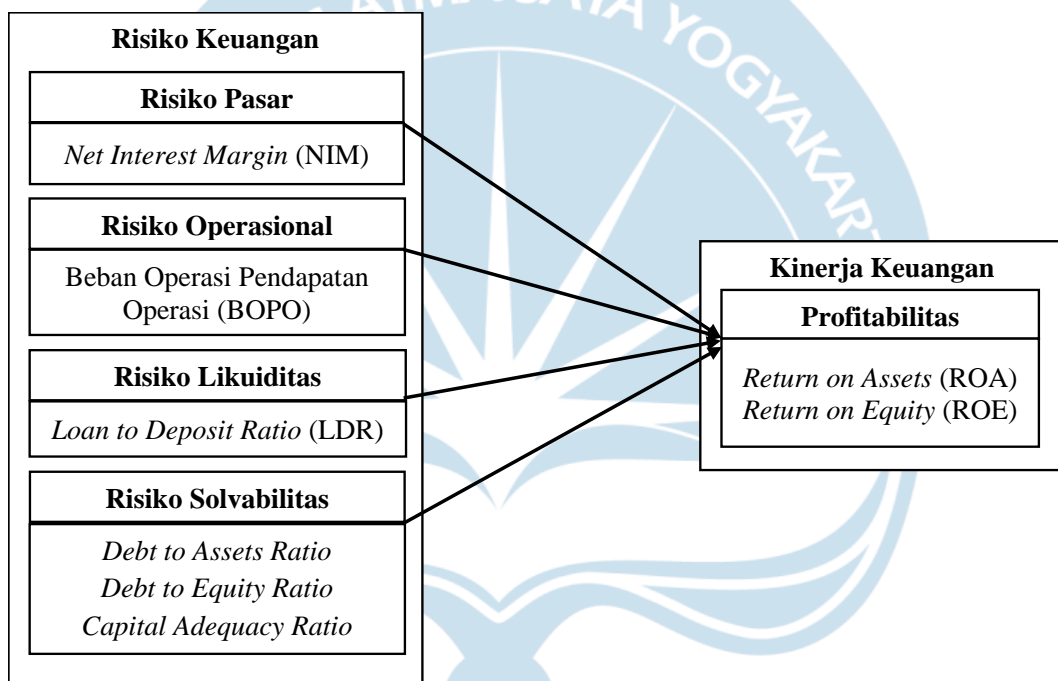 Risiko Keuangan
Risiko Pasar
Net Interest Margin (NIM)
Risiko Operasional
Beban Operasi Pendapatan
Operasi (BOPO)
Risiko Likuiditas
Loan to Deposit Ratio (LDR)
Risiko Solvabilitas
Debt to Assets Ratio
Debt to Equity Ratio
Capital Adequacy Ratio
Kinerja Keuangan
Profitabilitas
Return on Assets (ROA)
Return on Equity (ROE)
JAYA YOGYAKART